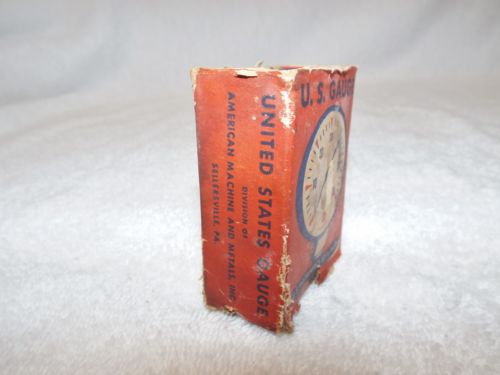 UNITED STATES GAUGE
DIVISION OF
AMERICAN MACHINE AND METALS, INC.
SELLERSVILLE, PA.
U. S. GAUGE